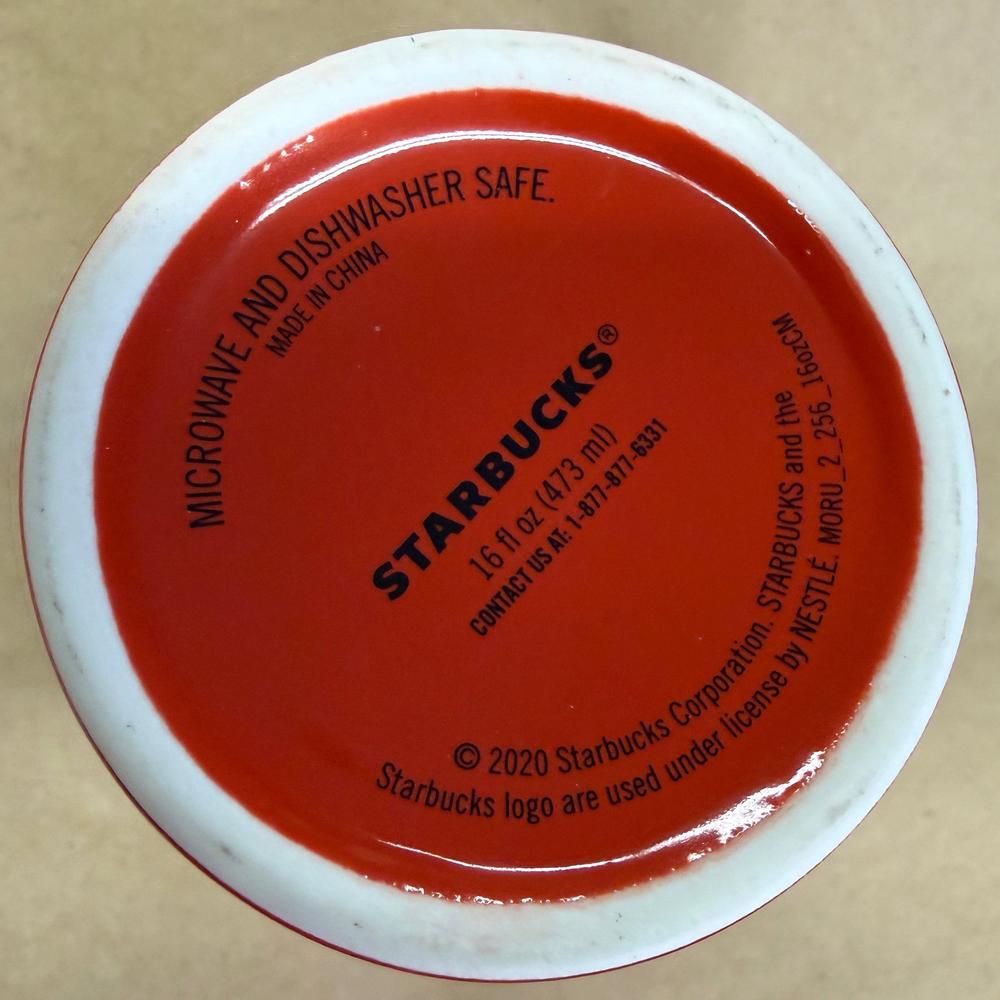 MICROWAVE AND DISHWASHER SAFE.
MADE IN CHINA
STARBUCKS®
16 fl oz (473 ml)
CONTACT US AT: 1-877-877-6331
© 2020 Starbucks Corporation. STARBUCKS and the
Starbucks logo are used under license by NESTLÉ. MORU_2_256_16ozCM